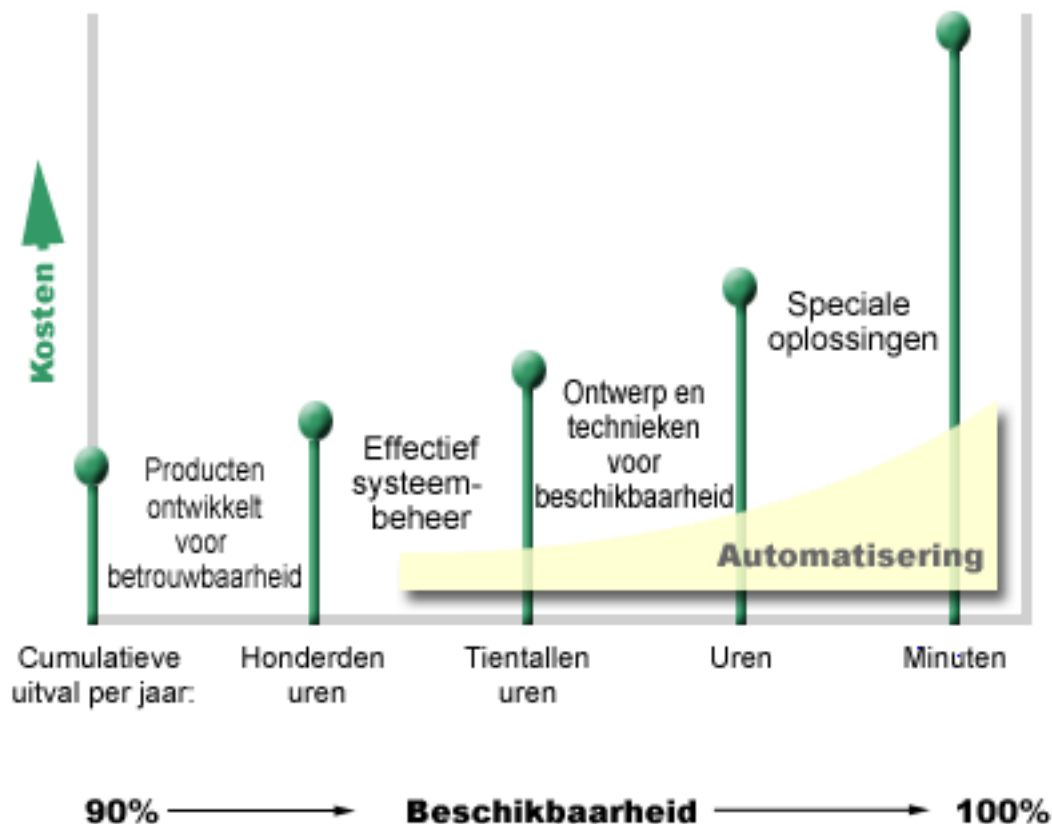 Kosten
Producten
ontwikkelt
voor
betrouwbaarheid
Effectief
systeem-
beheer
Ontwerp en
technieken
voor
beschikbaarheid
Speciale
oplossingen
Automatisering
Cumulatieve
uitval per jaar:
Honderden
uren
Tientallen
uren
Uren
Minuten
90% Beschikbaarheid 100%